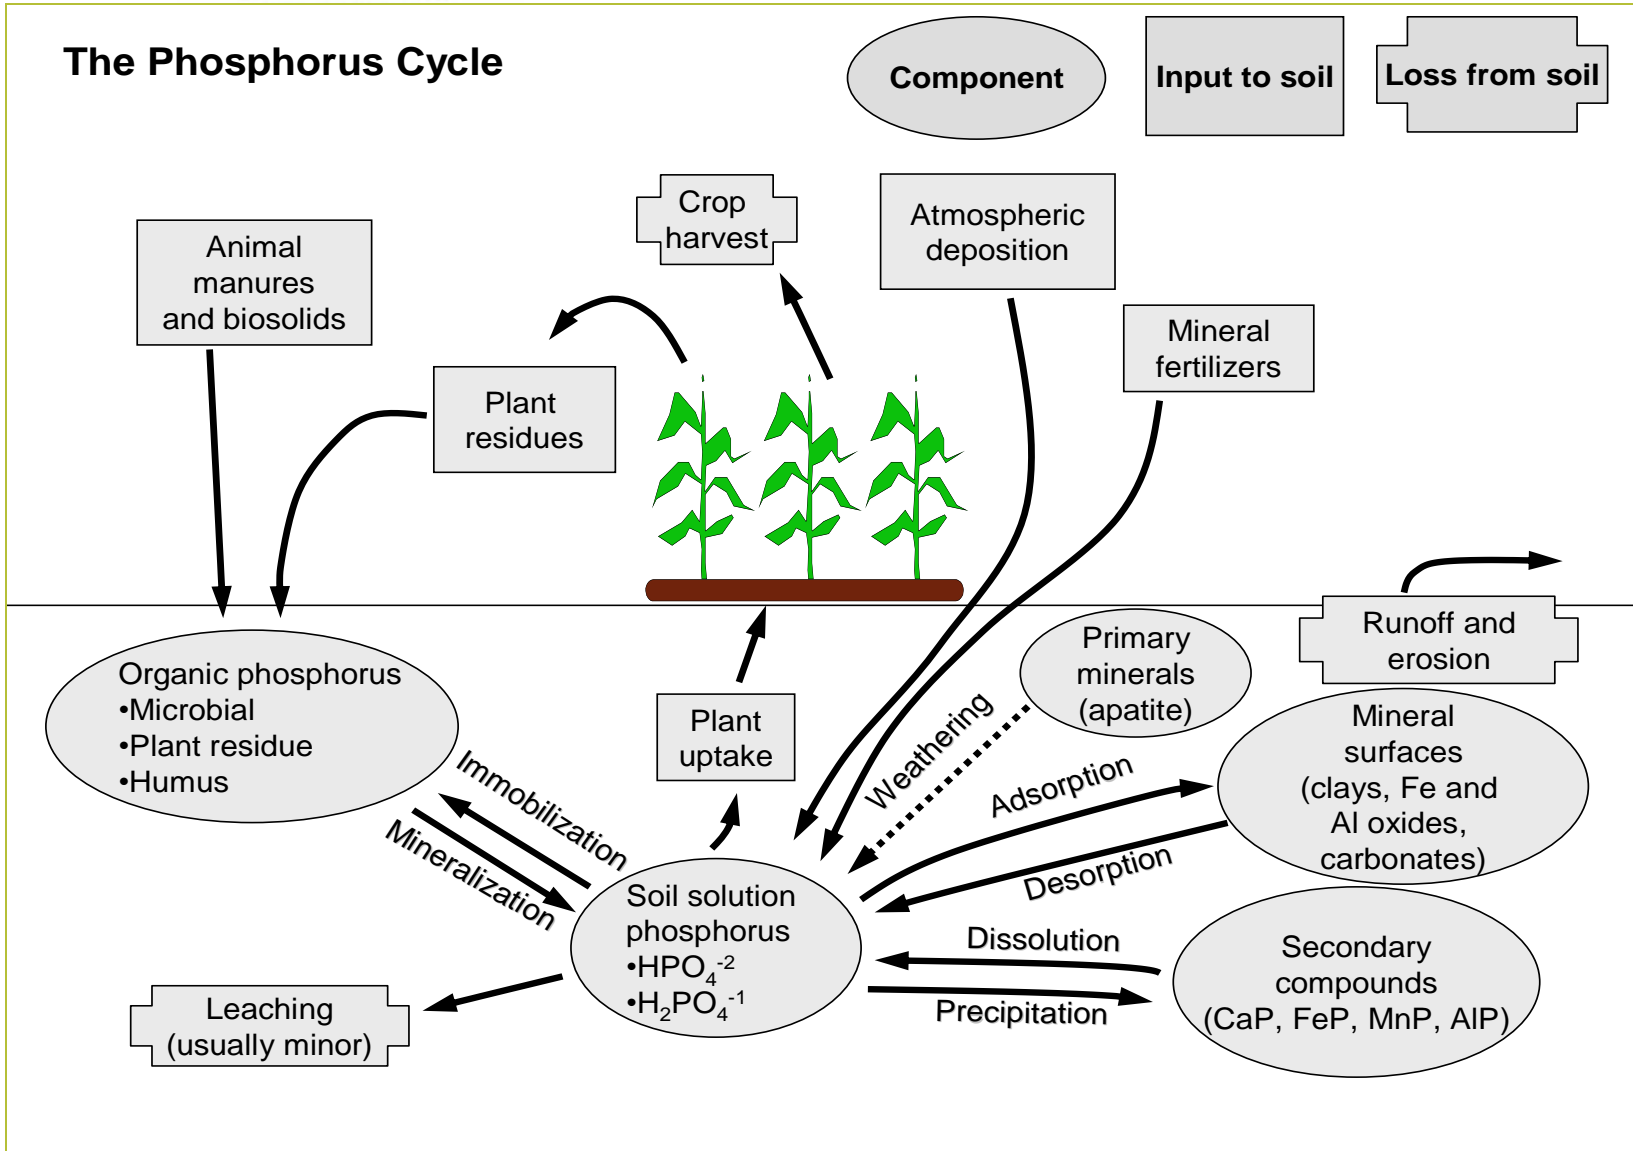 The Phosphorus Cycle
Component
Input to soil
Loss from soil
Animal
manures
and biosolids
Crop
harvest
Atmospheric
deposition
Mineral
fertilizers
Plant
residues
Organic phosphorus
•Microbial
•Plant residue
•Humus
Plant
uptake
Primary
minerals
(apatite)
Runoff and
erosion
Mineral
surfaces
(clays, Fe and
Al oxides,
carbonates)
Weathering
Adsorption
Desorption
Immobilization
Mineralization
Soil solution
phosphorus
•HPO₄⁻²
•H₂PO₄⁻¹
Dissolution
Precipitation
Secondary
compounds
(CaP, FeP, MnP, AlP)
Leaching
(usually minor)